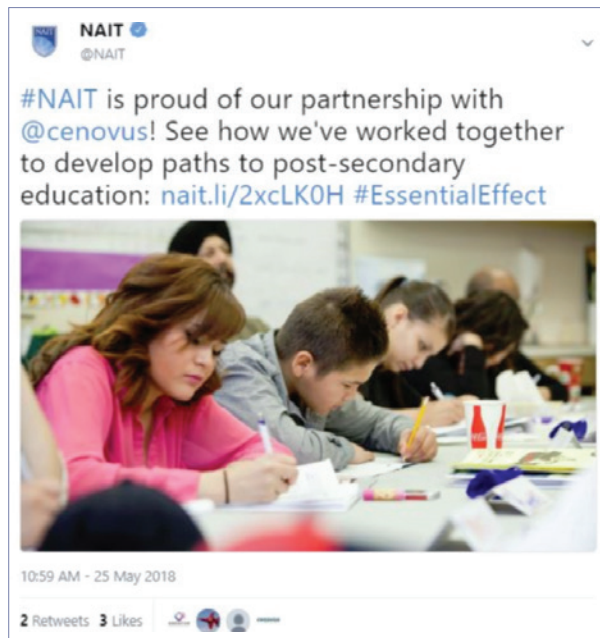 NAIT
@NAIT
#NAIT is proud of our partnership with
@cenovus! See how we've worked together
to develop paths to post-secondary
education: nait.li/2xcLK0H #EssentialEffect
10:59 AM - 25 May 2018
2 Retweets 3 Likes